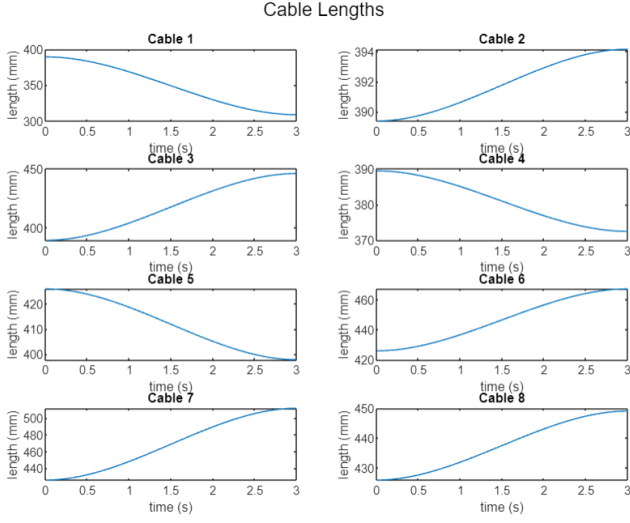 Cable Lengths
Cable 1
length (mm)
400
350
300
0 0.5 1 1.5 2 2.5 3
time (s)
Cable 2
length (mm)
394
392
390
0 0.5 1 1.5 2 2.5 3
time (s)
Cable 3
length (mm)
450
400
0 0.5 1 1.5 2 2.5 3
time (s)
Cable 4
length (mm)
390
380
370
0 0.5 1 1.5 2 2.5 3
time (s)
Cable 5
length (mm)
420
410
400
0 0.5 1 1.5 2 2.5 3
time (s)
Cable 6
length (mm)
460
440
420
0 0.5 1 1.5 2 2.5 3
time (s)
Cable 7
length (mm)
500
480
460
440
0 0.5 1 1.5 2 2.5 3
time (s)
Cable 8
length (mm)
450
440
430
0 0.5 1 1.5 2 2.5 3
time (s)